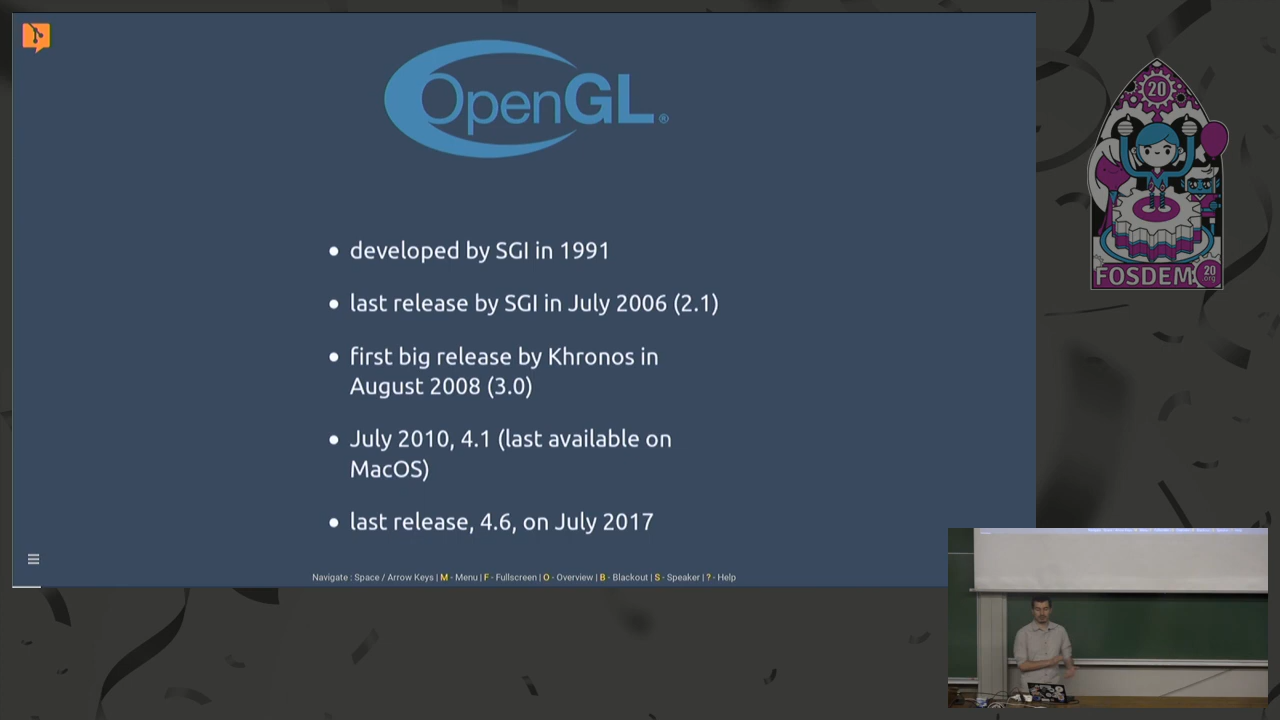 OpenGL®
developed by SGI in 1991
last release by SGI in July 2006 (2.1)
first big release by Khronos in
August 2008 (3.0)
July 2010, 4.1 (last available on
MacOS)
last release, 4.6, on July 2017
Navigate : Space / Arrow Keys | M - Menu | F - Fullscreen | O - Overview | B - Blackout | S - Speaker | ? - Help
20
FOSDEM
20
.org